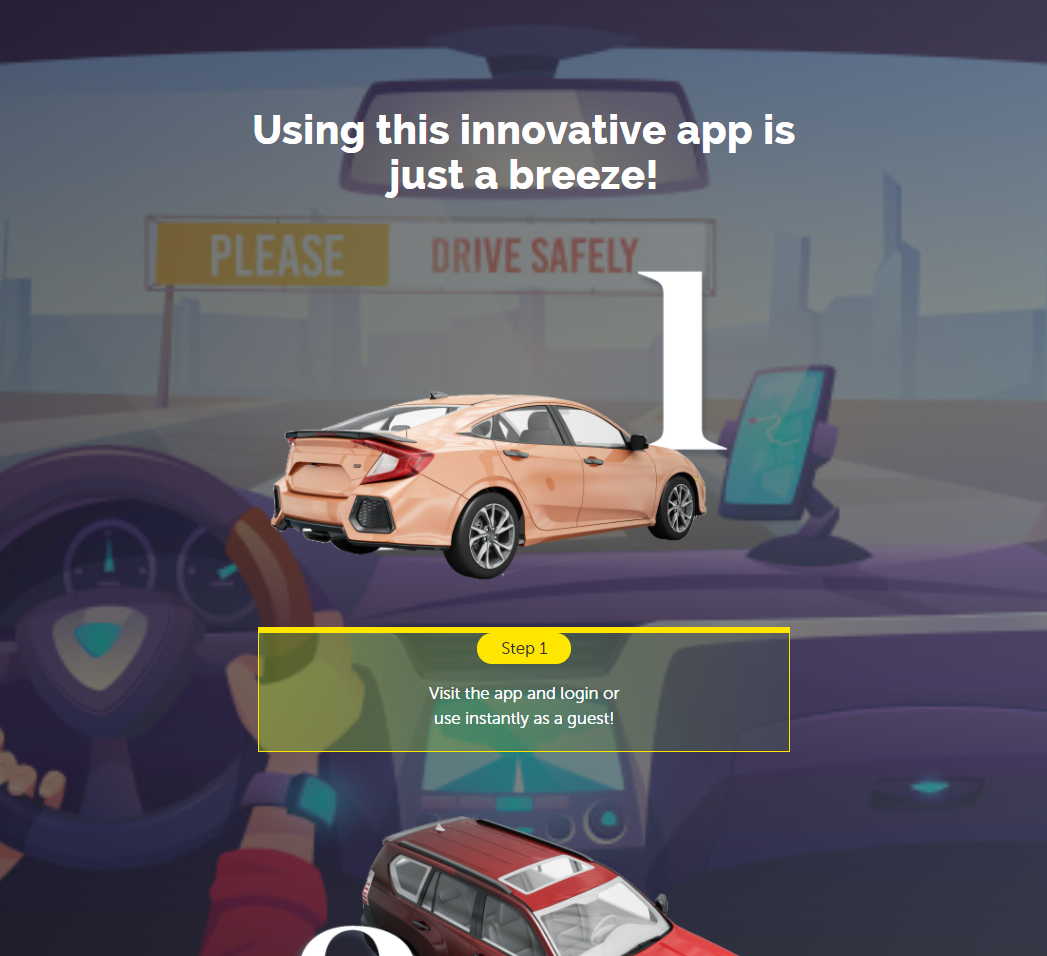 Using this innovative app is
just a breeze!
PLEASE DRIVE SAFELY
1
Step 1
Visit the app and login or
use instantly as a guest!